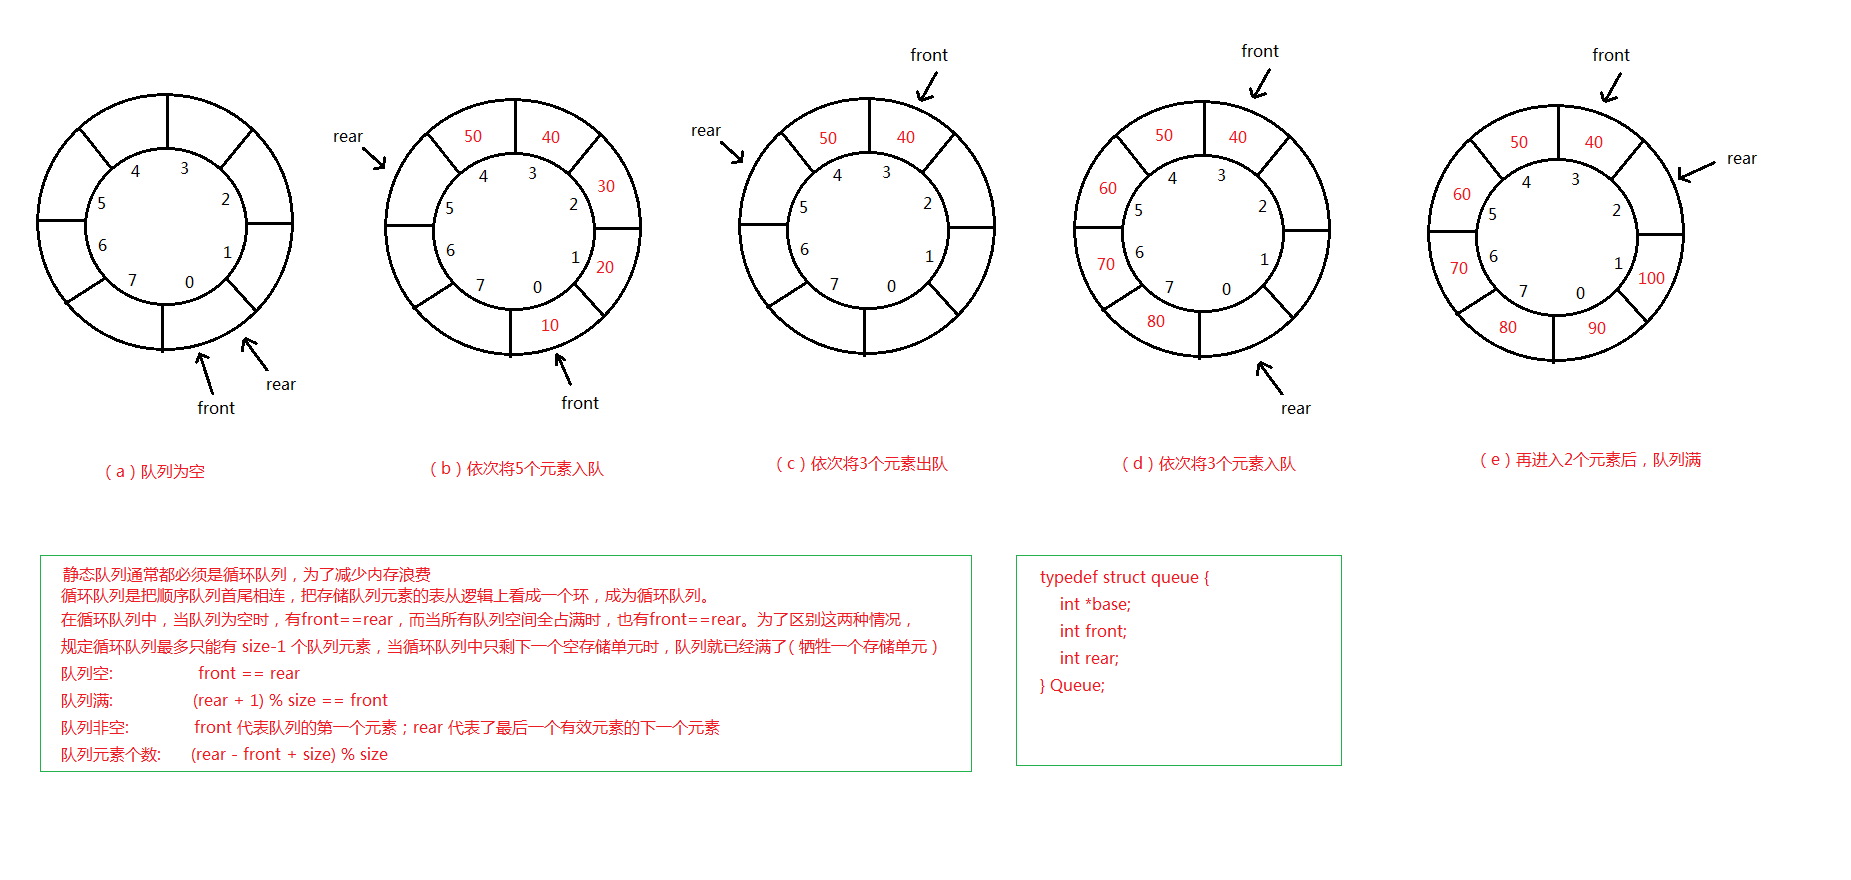 front
rear
4 3
5 2
6 1
7 0
（a）队列为空
rear
50 40
30
20
10
4 3
5 2
6 1
7 0
front
（b）依次将5个元素入队
front
rear
50 40
4 3
5 2
6 1
7 0
（c）依次将3个元素出队
front
50 40
60
70
80
4 3
5 2
6 1
7 0
rear
（d）依次将3个元素入队
front
rear
50 40
60
70 100
80 90
4 3
5 2
6 1
7 0
（e）再进入2个元素后，队列满
静态队列通常都必须是循环队列，为了减少内存浪费
循环队列是把顺序队列首尾相连，把存储队列元素的表从逻辑上看成一个环，成为循环队列。
在循环队列中，当队列为空时，有front==rear，而当所有队列空间全占满时，也有front==rear。为了区别这两种情况，
规定循环队列最多只能有 size-1 个队列元素，当循环队列中只剩下一个空存储单元时，队列就已经满了( 牺牲一个存储单元 )
队列空: front == rear
队列满: (rear + 1) % size == front
队列非空: front 代表队列的第一个元素；rear 代表了最后一个有效元素的下一个元素
队列元素个数: (rear - front + size) % size
typedef struct queue {
int *base;
int front;
int rear;
} Queue;